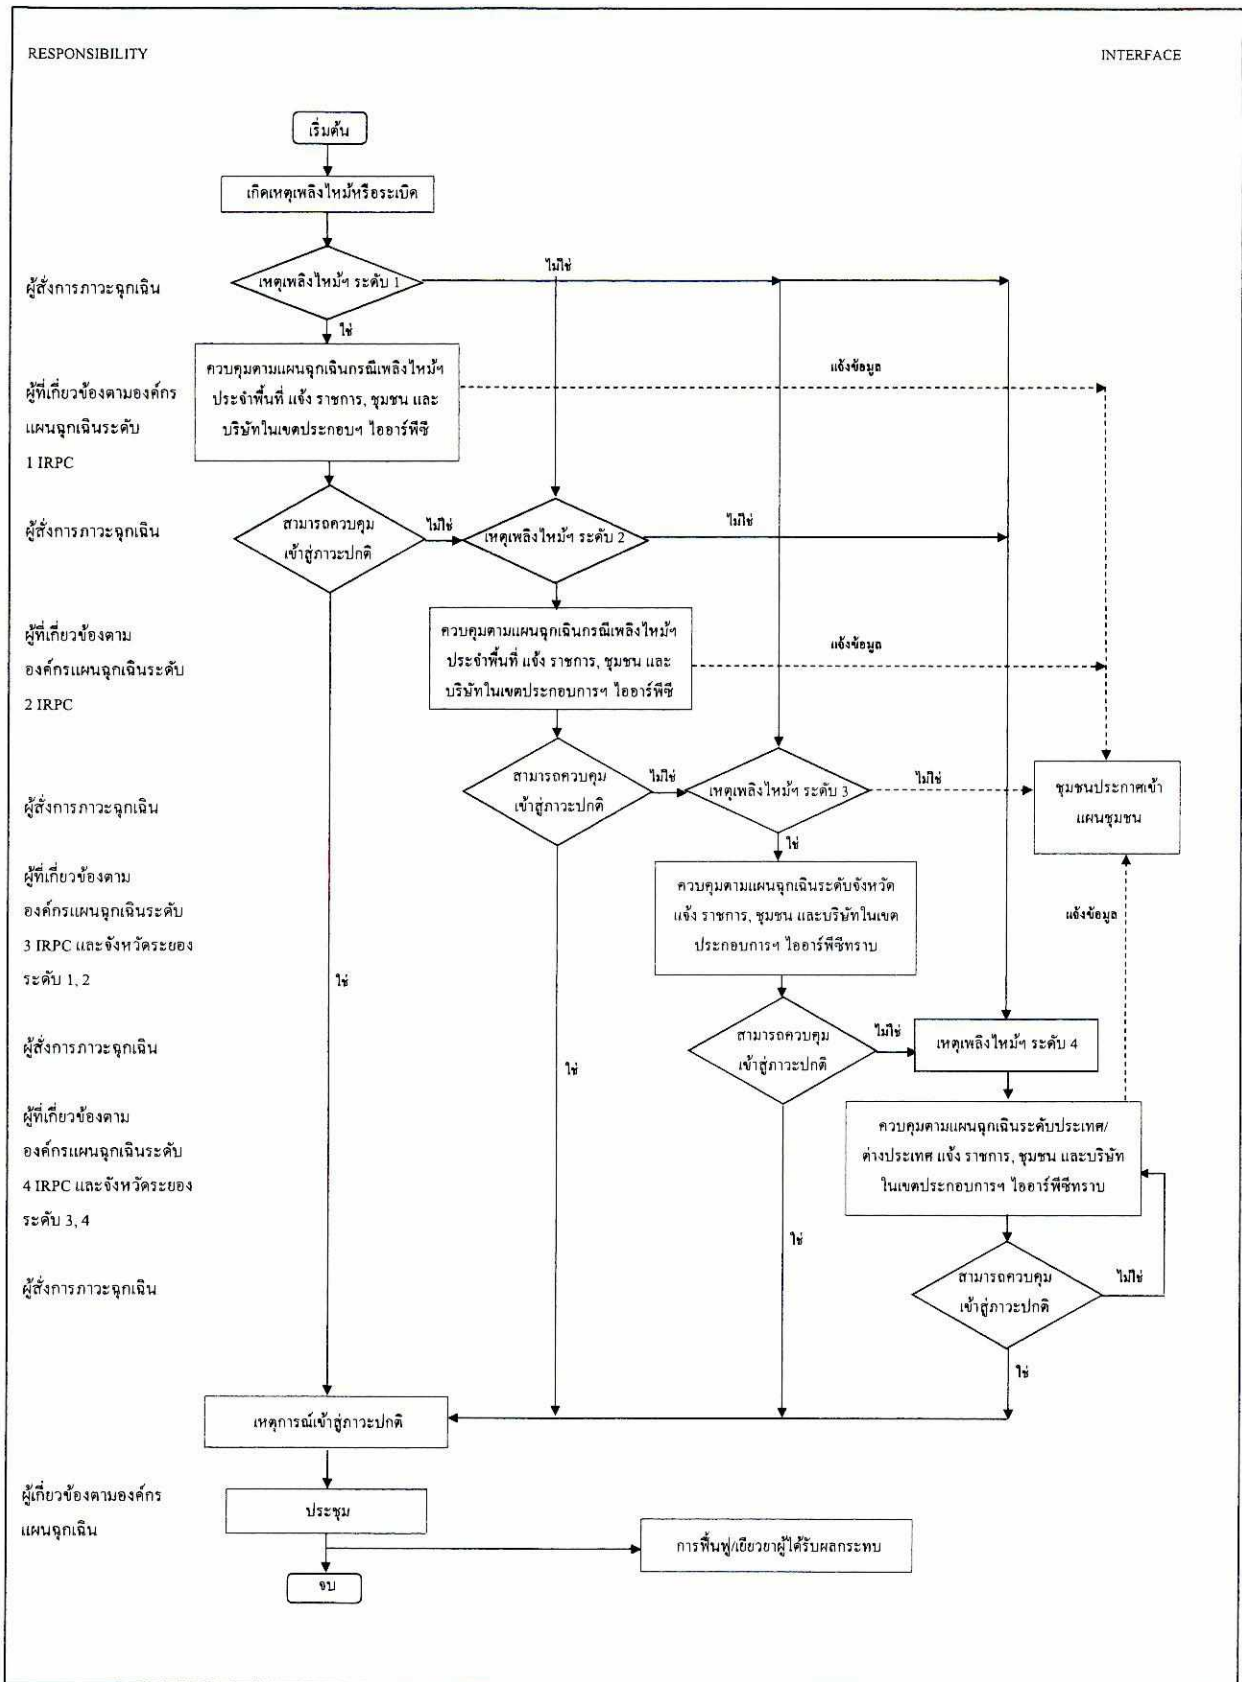 RESPONSIBILITY
INTERFACE
เริ่มต้น
เกิดเหตุเพลิงไหม้หรือระเบิด
ผู้สั่งการภาวะฉุกเฉิน
เหตุเพลิงไหม้ฯ ระดับ 1
ไม่ใช่
ใช่
ผู้ที่เกี่ยวข้องตามองค์กร
แผนฉุกเฉินระดับ
1 IRPC
ควบคุมตามแผนฉุกเฉินกรณีเพลิงไหม้ฯ
ประจำพื้นที่ แจ้ง ราชการ, ชุมชน และ
บริษัทในเขตประกอบฯ ไออาร์พีซี
แจ้งข้อมูล
ผู้สั่งการภาวะฉุกเฉิน
สามารถควบคุม
เข้าสู่ภาวะปกติ
ไม่ใช่
เหตุเพลิงไหม้ฯ ระดับ 2
ไม่ใช่
ผู้ที่เกี่ยวข้องตาม
องค์กรแผนฉุกเฉินระดับ
2 IRPC
ควบคุมตามแผนฉุกเฉินกรณีเพลิงไหม้ฯ
ประจำพื้นที่ แจ้ง ราชการ, ชุมชน และ
บริษัทในเขตประกอบการฯ ไออาร์พีซี
แจ้งข้อมูล
ผู้สั่งการภาวะฉุกเฉิน
สามารถควบคุม
เข้าสู่ภาวะปกติ
ไม่ใช่
เหตุเพลิงไหม้ฯ ระดับ 3
ไม่ใช่
ชุมชนประกาศเข้า
แผนชุมชน
ใช่
ผู้ที่เกี่ยวข้องตาม
องค์กรแผนฉุกเฉินระดับ
3 IRPC และจังหวัดระยอง
ระดับ 1, 2
ควบคุมตามแผนฉุกเฉินระดับจังหวัด
แจ้ง ราชการ, ชุมชน และบริษัทในเขต
ประกอบการฯ ไออาร์พีซีทราบ
แจ้งข้อมูล
ใช่
ผู้สั่งการภาวะฉุกเฉิน
สามารถควบคุม
เข้าสู่ภาวะปกติ
ไม่ใช่
เหตุเพลิงไหม้ฯ ระดับ 4
ใช่
ผู้ที่เกี่ยวข้องตาม
องค์กรแผนฉุกเฉินระดับ
4 IRPC และจังหวัดระยอง
ระดับ 3, 4
ควบคุมตามแผนฉุกเฉินระดับประเทศ/
ต่างประเทศ แจ้ง ราชการ, ชุมชน และบริษัท
ในเขตประกอบการฯ ไออาร์พีซีทราบ
ใช่
ผู้สั่งการภาวะฉุกเฉิน
สามารถควบคุม
เข้าสู่ภาวะปกติ
ไม่ใช่
ใช่
เหตุการณ์เข้าสู่ภาวะปกติ
ผู้เกี่ยวข้องตามองค์กร
แผนฉุกเฉิน
ประชุม
การฟื้นฟู/เยียวยาผู้ได้รับผลกระทบ
จบ